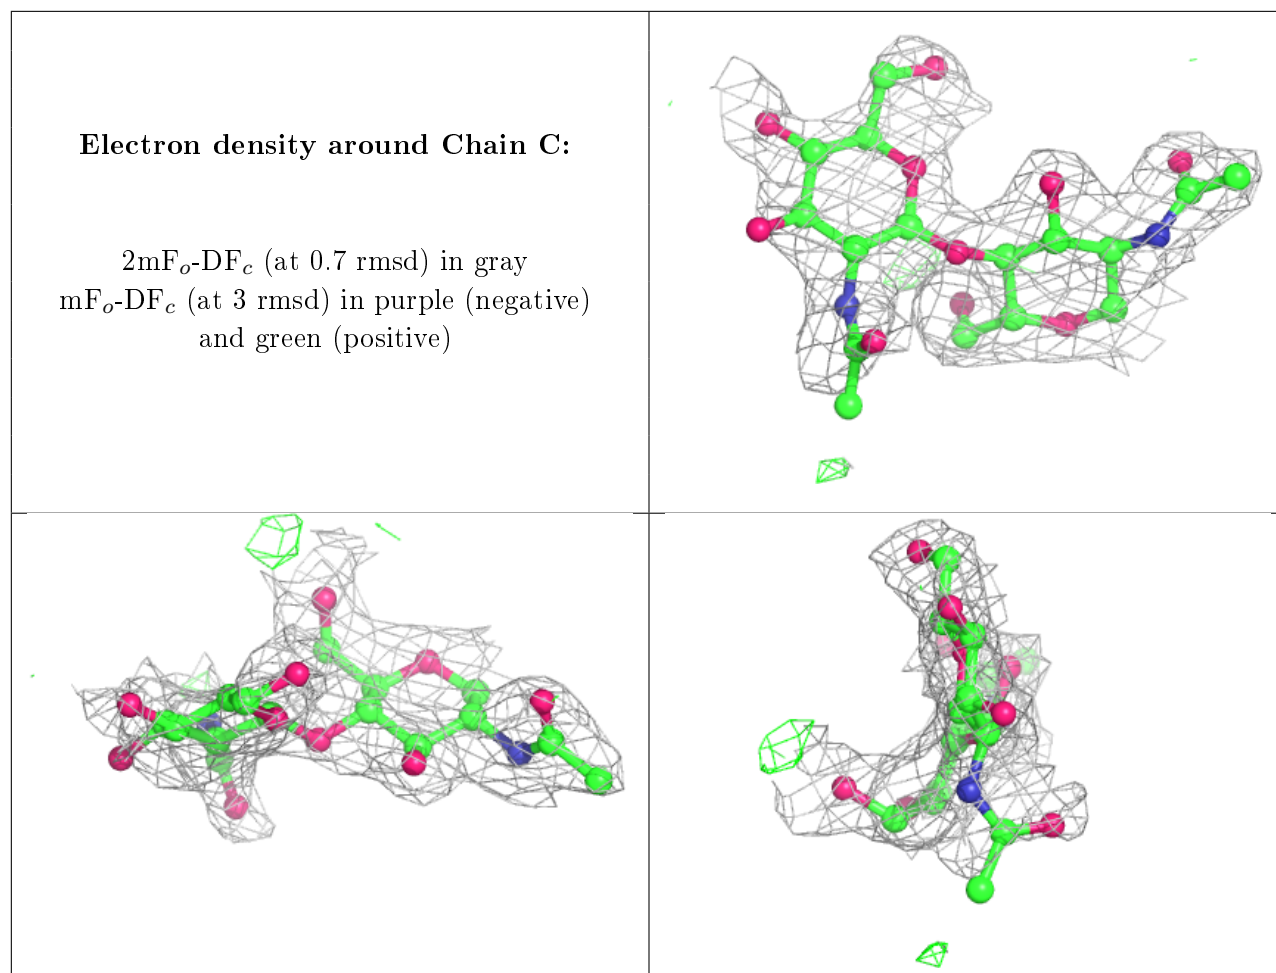 Electron density around Chain C:
2mFo-DFc (at 0.7 rmsd) in gray
mFo-DFc (at 3 rmsd) in purple (negative)
and green (positive)